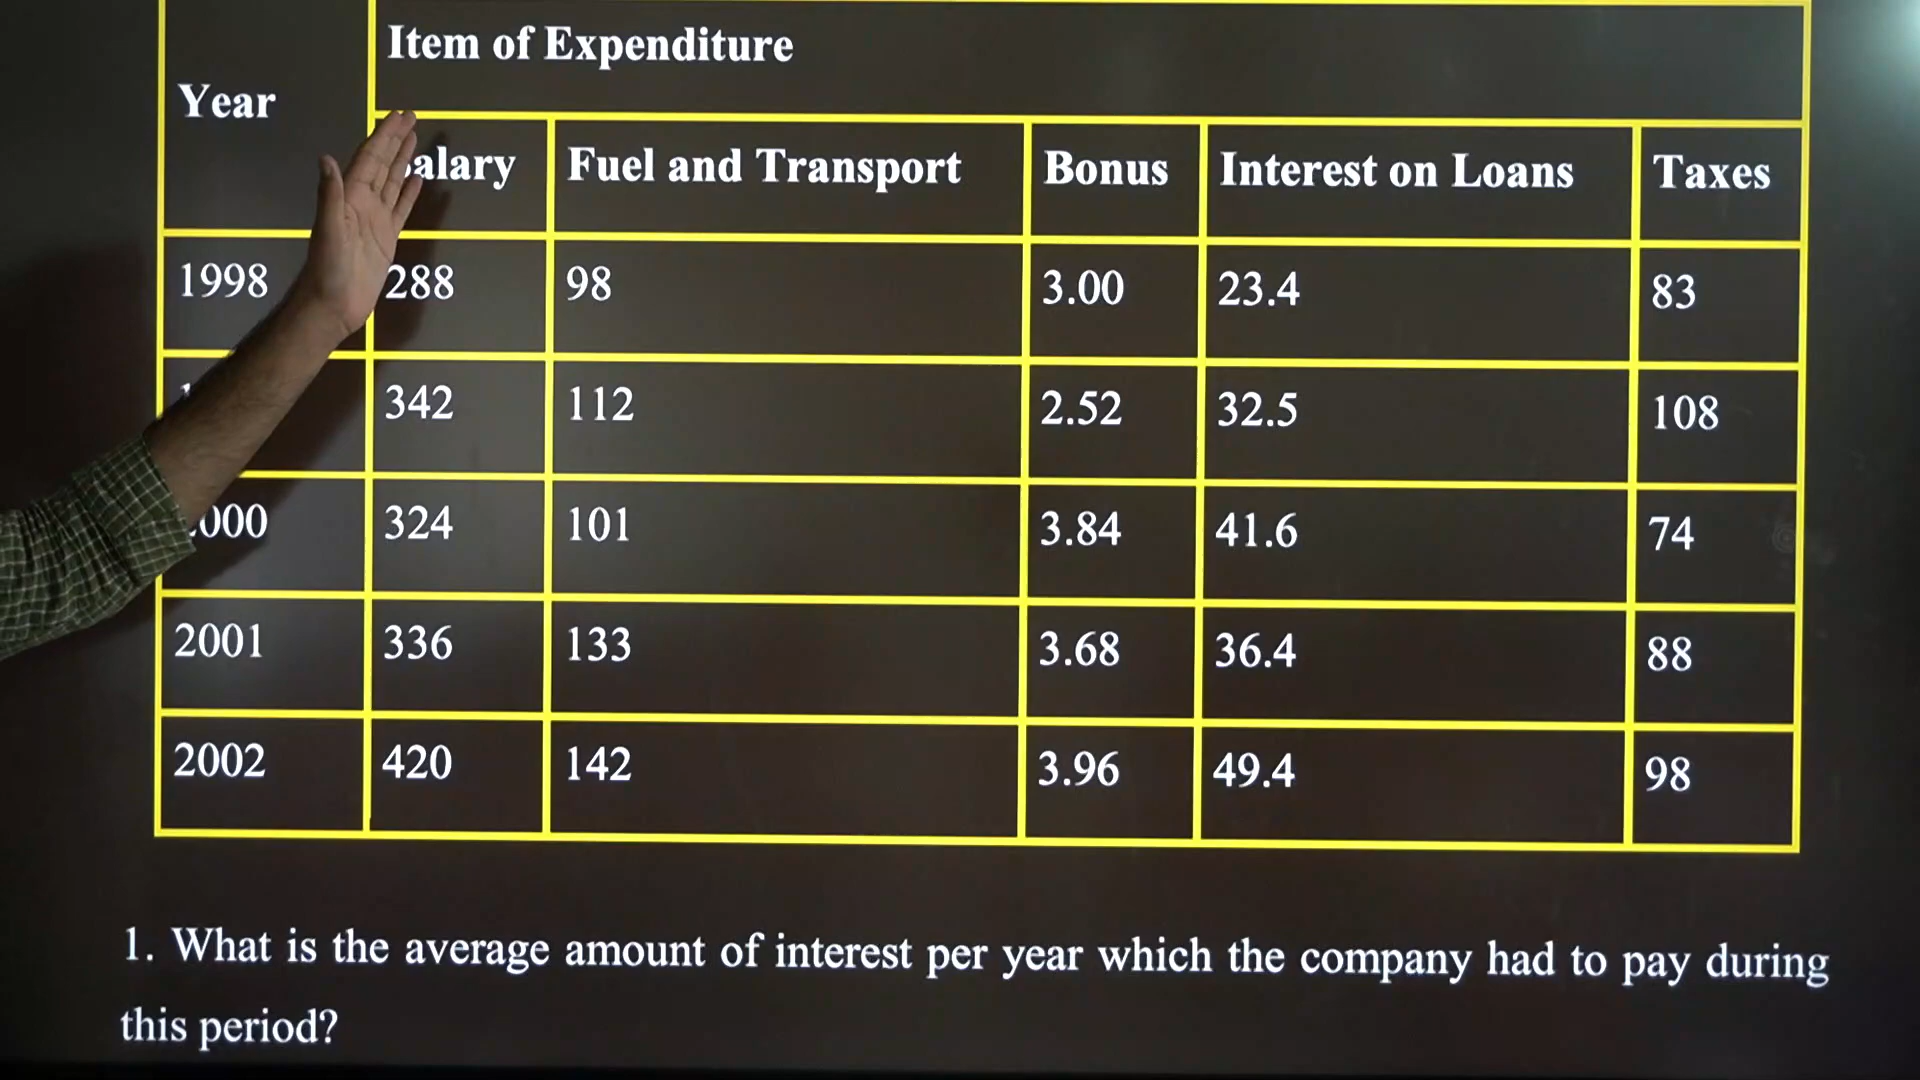 Item of Expenditure
Year
Fuel and Transport Bonus Interest on Loans Taxes
1998 288 98 3.00 23.4 83
342 112 2.52 32.5 108
324 101 3.84 41.6 74
2001 336 133 3.68 36.4 88
2002 420 142 3.96 49.4 98
1. What is the average amount of interest per year which the company had to pay during
this period?